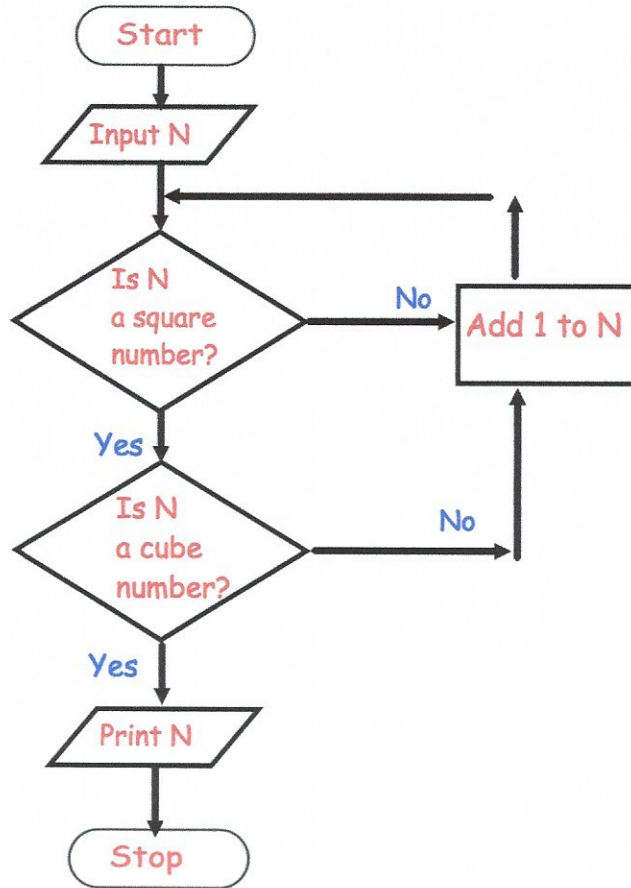 Start
Input N
Is N
a square
number?
No
Add 1 to N
Yes
Is N
a cube
number?
No
Yes
Print N
Stop